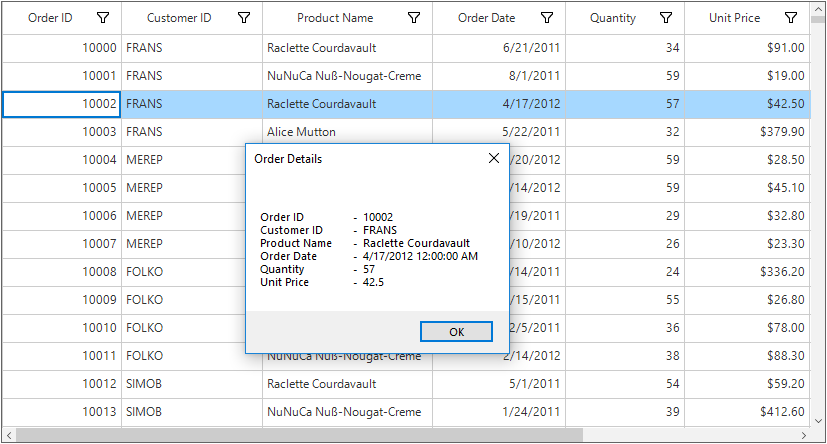 Order ID Customer ID Product Name Order Date Quantity Unit Price
10000 FRANS Raclette Courdavault 6/21/2011 34 $91.00
10001 FRANS NuNuCa Nuß-Nougat-Creme 8/1/2011 59 $19.00
10002 FRANS Raclette Courdavault 4/17/2012 57 $42.50
10003 FRANS Alice Mutton 5/22/2011 32 $379.90
10004 MEREP /20/2012 59 $28.50
10005 MEREP /14/2012 59 $45.10
10006 MEREP /19/2011 29 $32.80
10007 MEREP /10/2012 26 $23.30
10008 FOLKO /14/2011 24 $336.20
10009 FOLKO /15/2011 55 $26.80
10010 FOLKO 2/5/2011 36 $78.00
10011 FOLKO NuNuCa Nuß-Nougat-Creme 2/14/2012 38 $88.30
10012 SIMOB Raclette Courdavault 5/1/2011 54 $59.20
10013 SIMOB NuNuCa Nuß-Nougat-Creme 1/24/2011 39 $412.60
Order Details
Order ID - 10002
Customer ID - FRANS
Product Name - Raclette Courdavault
Order Date - 4/17/2012 12:00:00 AM
Quantity - 57
Unit Price - 42.5
OK